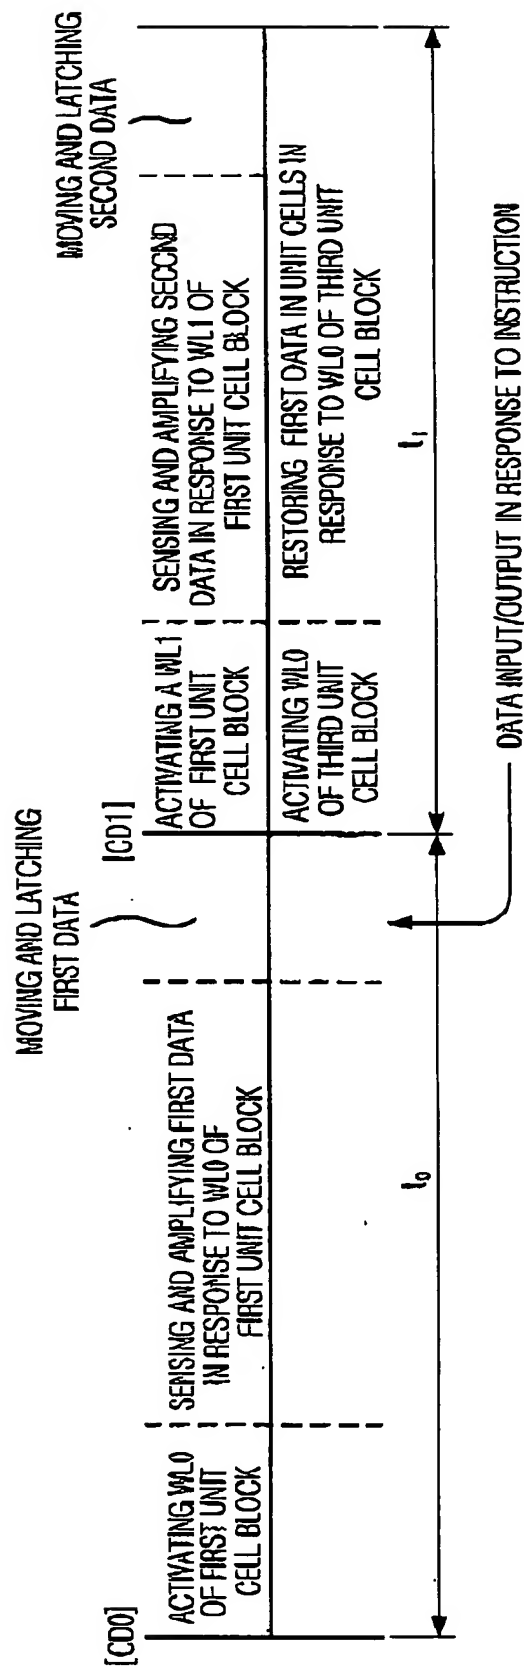 [CD0]
ACTIVATING WL0
OF FIRST UNIT
CELL BLOCK
SENSING AND AMPLIFYING FIRST DATA
IN RESPONSE TO WL0 OF
FIRST UNIT CELL BLOCK
MOVING AND LATCHING
FIRST DATA
[CD1]
ACTIVATING A WL1
OF FIRST UNIT
CELL BLOCK
SENSING AND AMPLIFYING SECOND
DATA IN RESPONSE TO WL1 OF
FIRST UNIT CELL BLOCK
MOVING AND LATCHING
SECOND DATA
ACTIVATING WL0
OF THIRD UNIT
CELL BLOCK
RESTORING FIRST DATA IN UNIT CELLS IN
RESPONSE TO WL0 OF THIRD UNIT
CELL BLOCK
t0
t1
DATA INPUT/OUTPUT IN RESPONSE TO INSTRUCTION